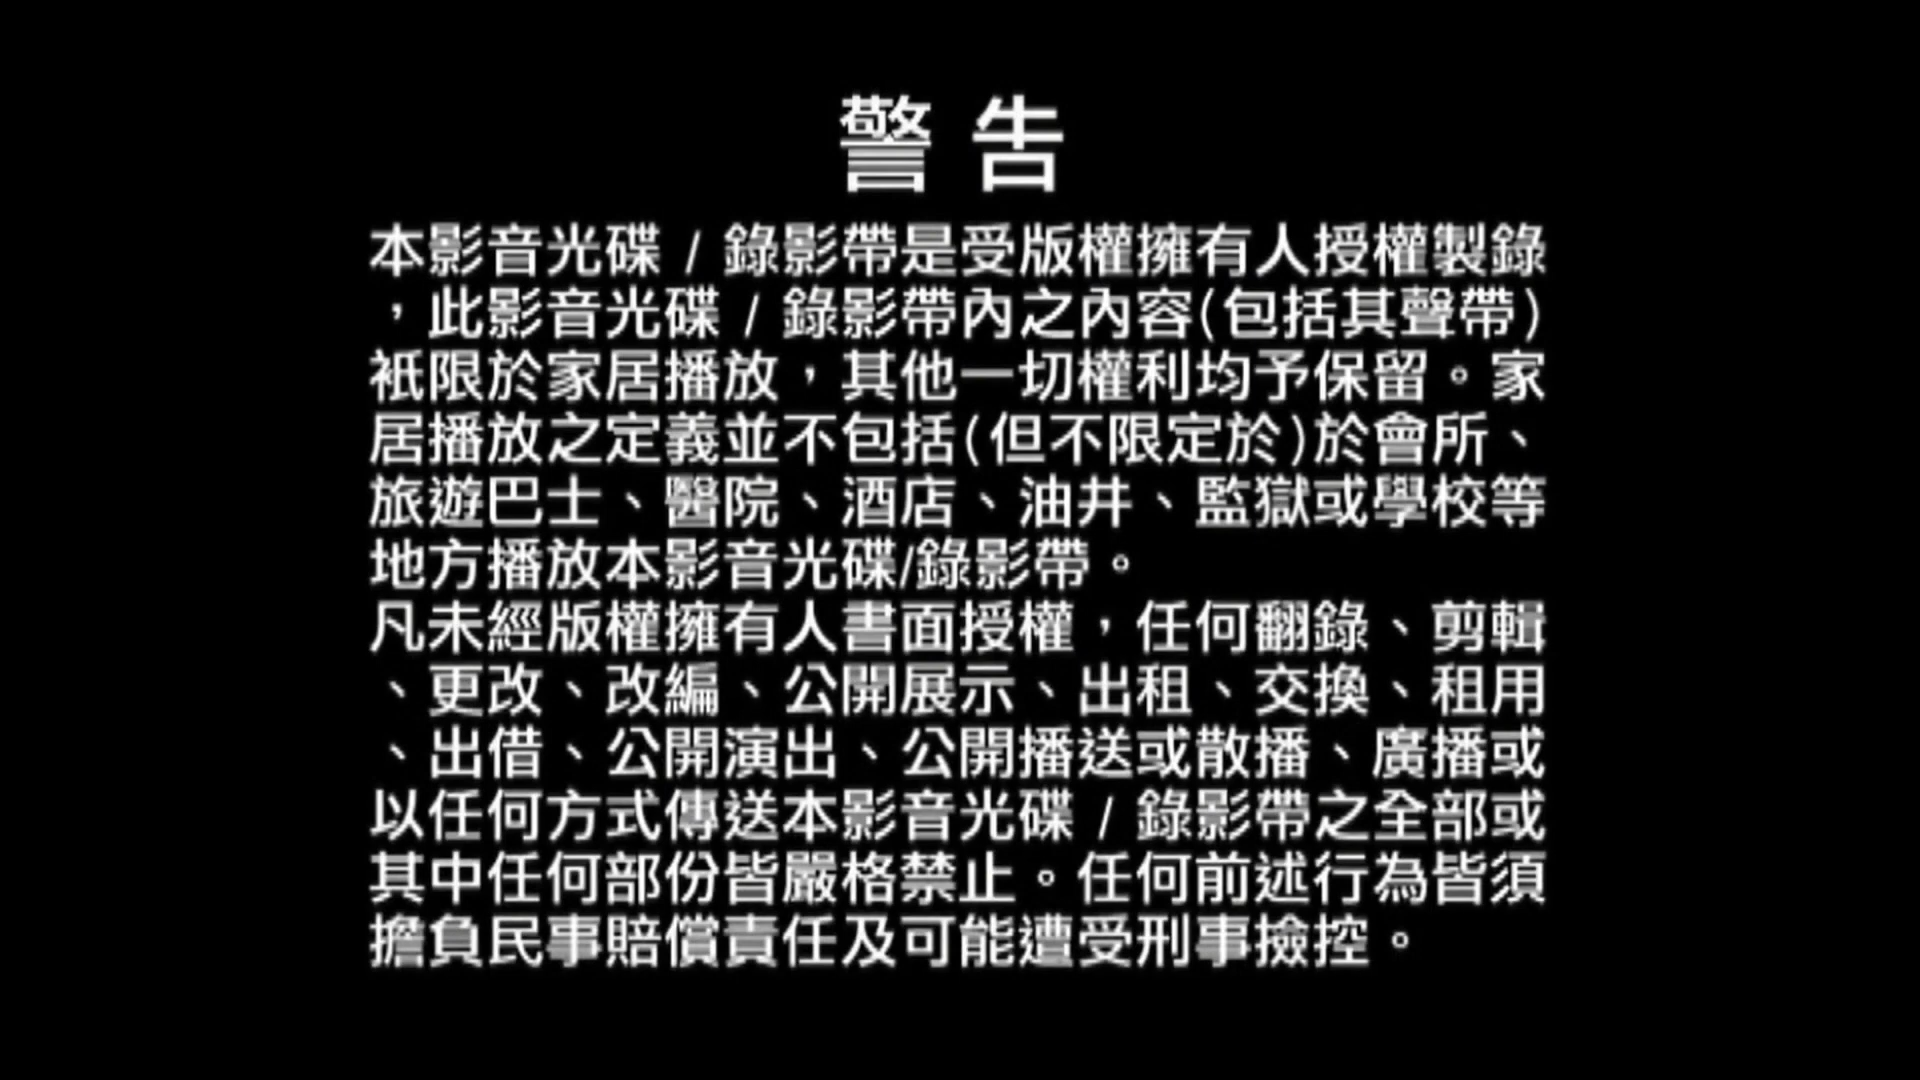 警告
本影音光碟 / 錄影帶是受版權擁有人授權製錄
，此影音光碟 / 錄影帶內之內容(包括其聲帶)
衹限於家居播放，其他一切權利均予保留。家
居播放之定義並不包括(但不限定於)於會所、
旅遊巴士、醫院、酒店、油井、監獄或學校等
地方播放本影音光碟/錄影帶。
凡未經版權擁有人書面授權，任何翻錄、剪輯
、更改、改編、公開展示、出租、交換、租用
、出借、公開演出、公開播送或散播、廣播或
以任何方式傳送本影音光碟 / 錄影帶之全部或
其中任何部份皆嚴格禁止。任何前述行為皆須
擔負民事賠償責任及可能遭受刑事撿控。